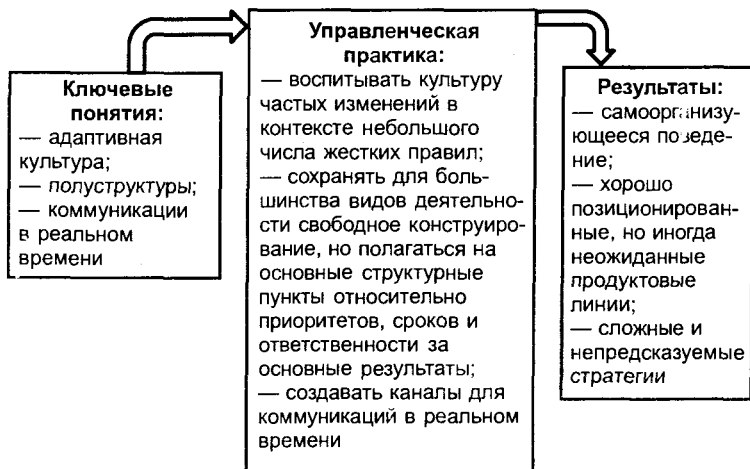 Ключевые
понятия:
— адаптивная
культура;
— полуструктуры;
— коммуникации
в реальном
времени
Управленческая
практика:
— воспитывать культуру
частых изменений в
контексте небольшого
числа жестких правил;
— сохранять для боль-
шинства видов деятельно-
сти свободное конструиро-
вание, но полагаться на
основные структурные
пункты относительно
приоритетов, сроков и
ответственности за
основные результаты;
— создавать каналы для
коммуникаций в реальном
времени
Результаты:
— самоорганизу-
ющееся поведе-
ние;
— хорошо
позиционирован-
ные, но иногда
неожиданные
продуктовые
линии;
— сложные и
непредсказуемые
стратегии